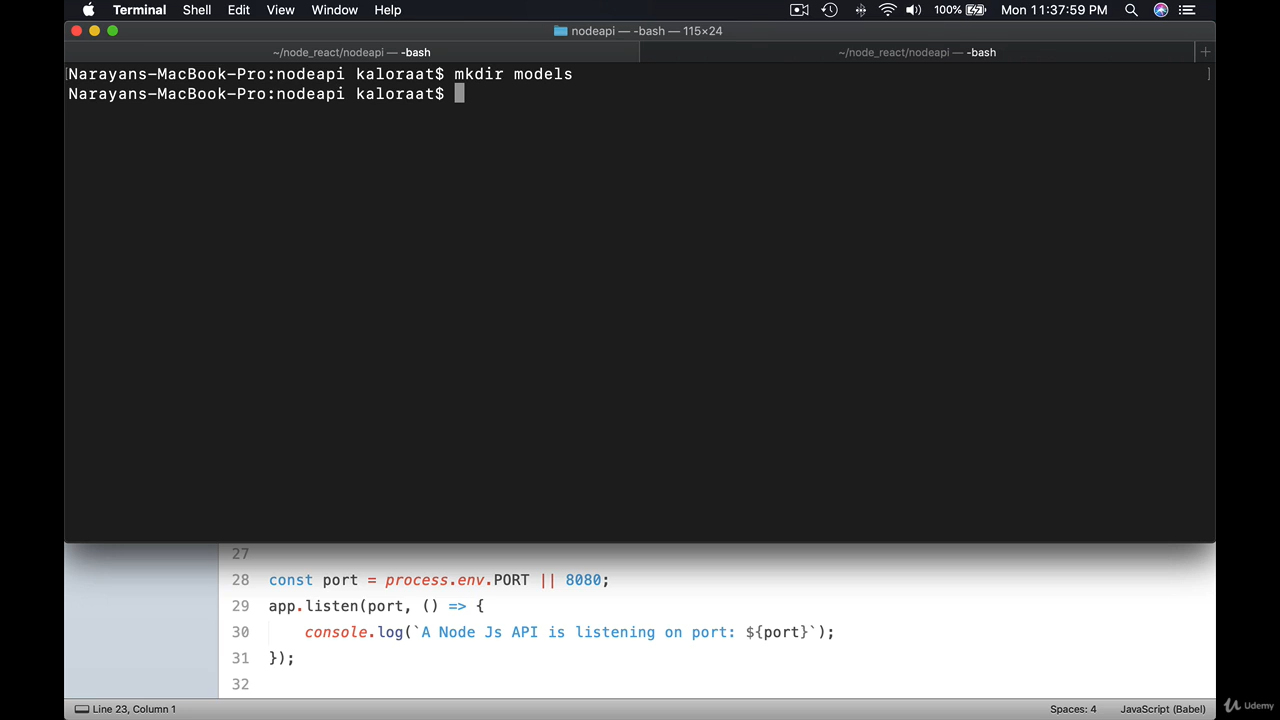 Terminal Shell Edit View Window Help 100% Mon 11:37:59 PM
nodeapi — -bash — 115×24
~/node_react/nodeapi — -bash ~/node_react/nodeapi — -bash +
[Narayans-MacBook-Pro:nodeapi kaloraat$ mkdir models ]
Narayans-MacBook-Pro:nodeapi kaloraat$
27
28 const port = process.env.PORT || 8080;
29 app.listen(port, () => {
30 console.log(`A Node Js API is listening on port: ${port}`);
31 });
32
Line 23, Column 1 Spaces: 4 JavaScript (Babel)
Udemy